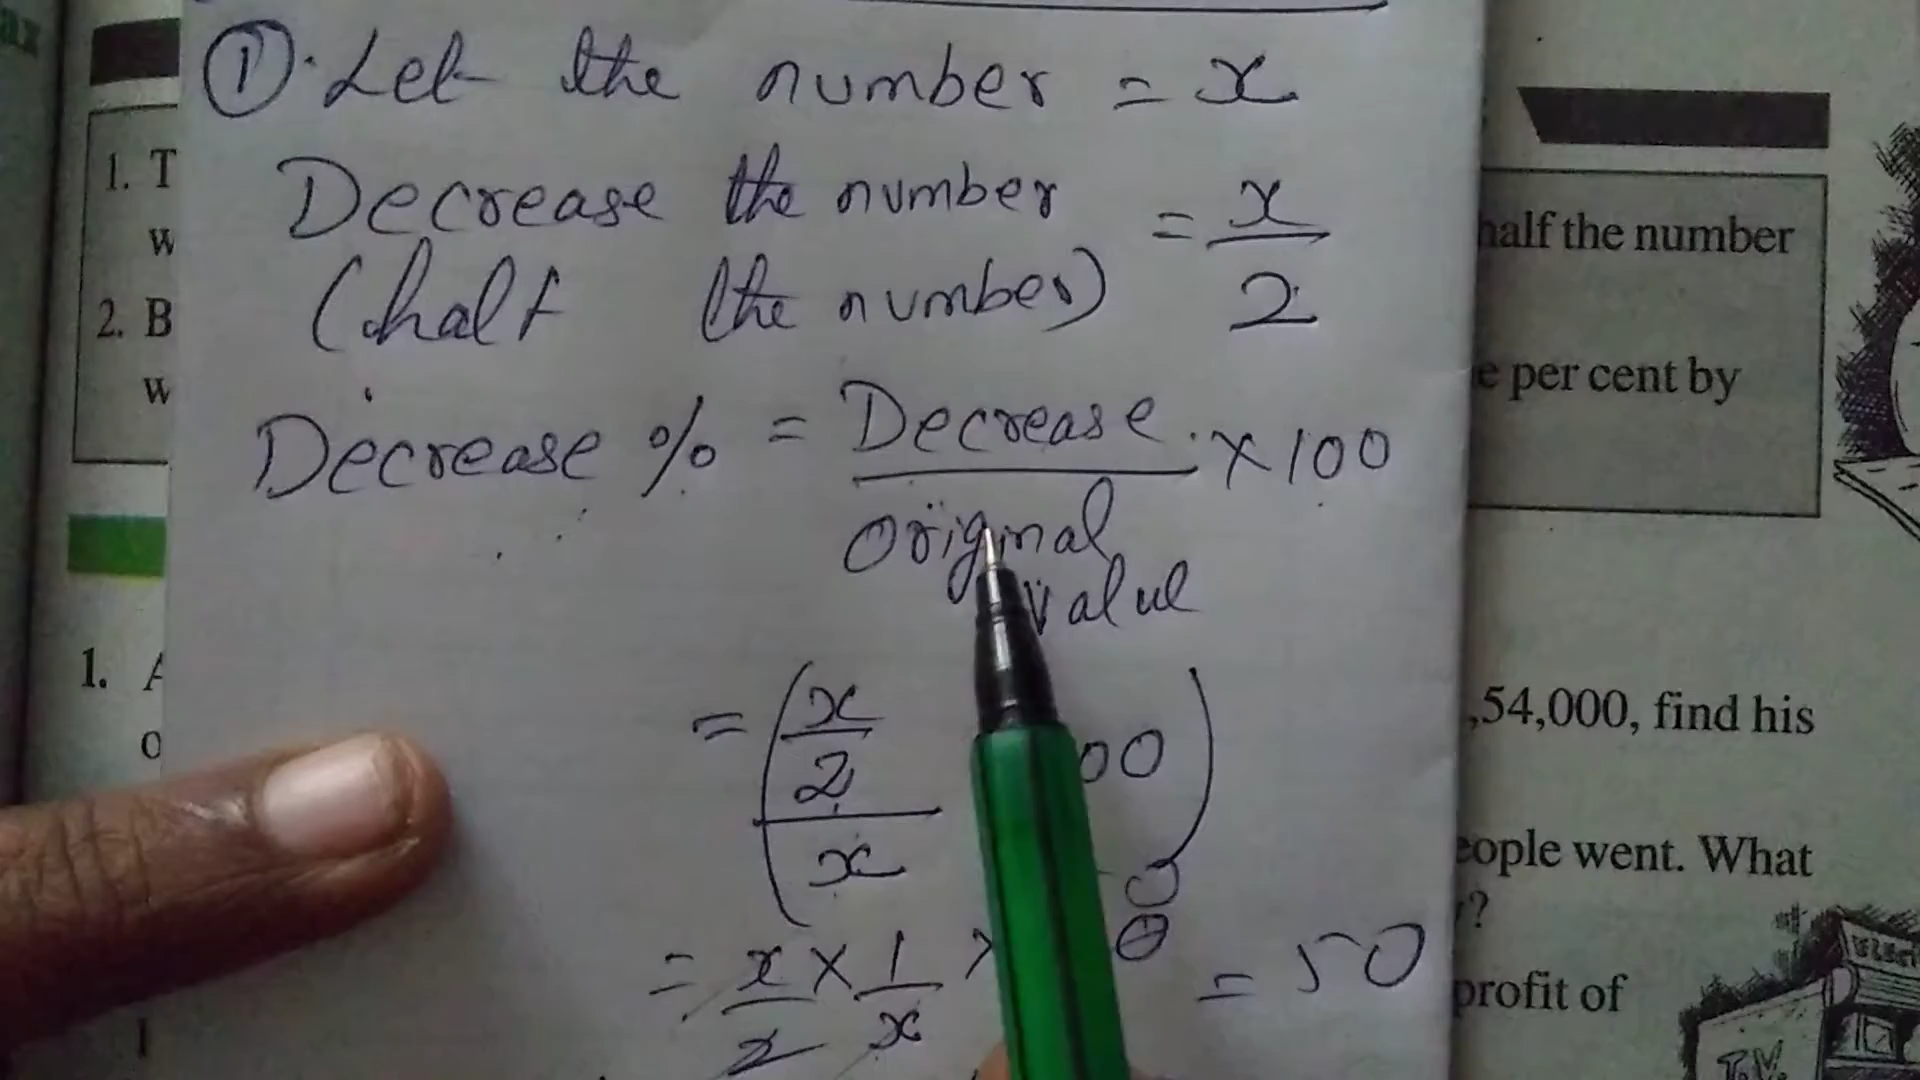 ① Let the number = x
Decrease the number
(half the number) = x/2
Decrease % = Decrease/Original Value × 100
= (x/2 / x 00)
= x/2 × 1/x × 0 = 50
1. T
w
2. B
w
half the number
e per cent by
1. A
,54,000, find his
eople went. What
?
profit of
T.V.